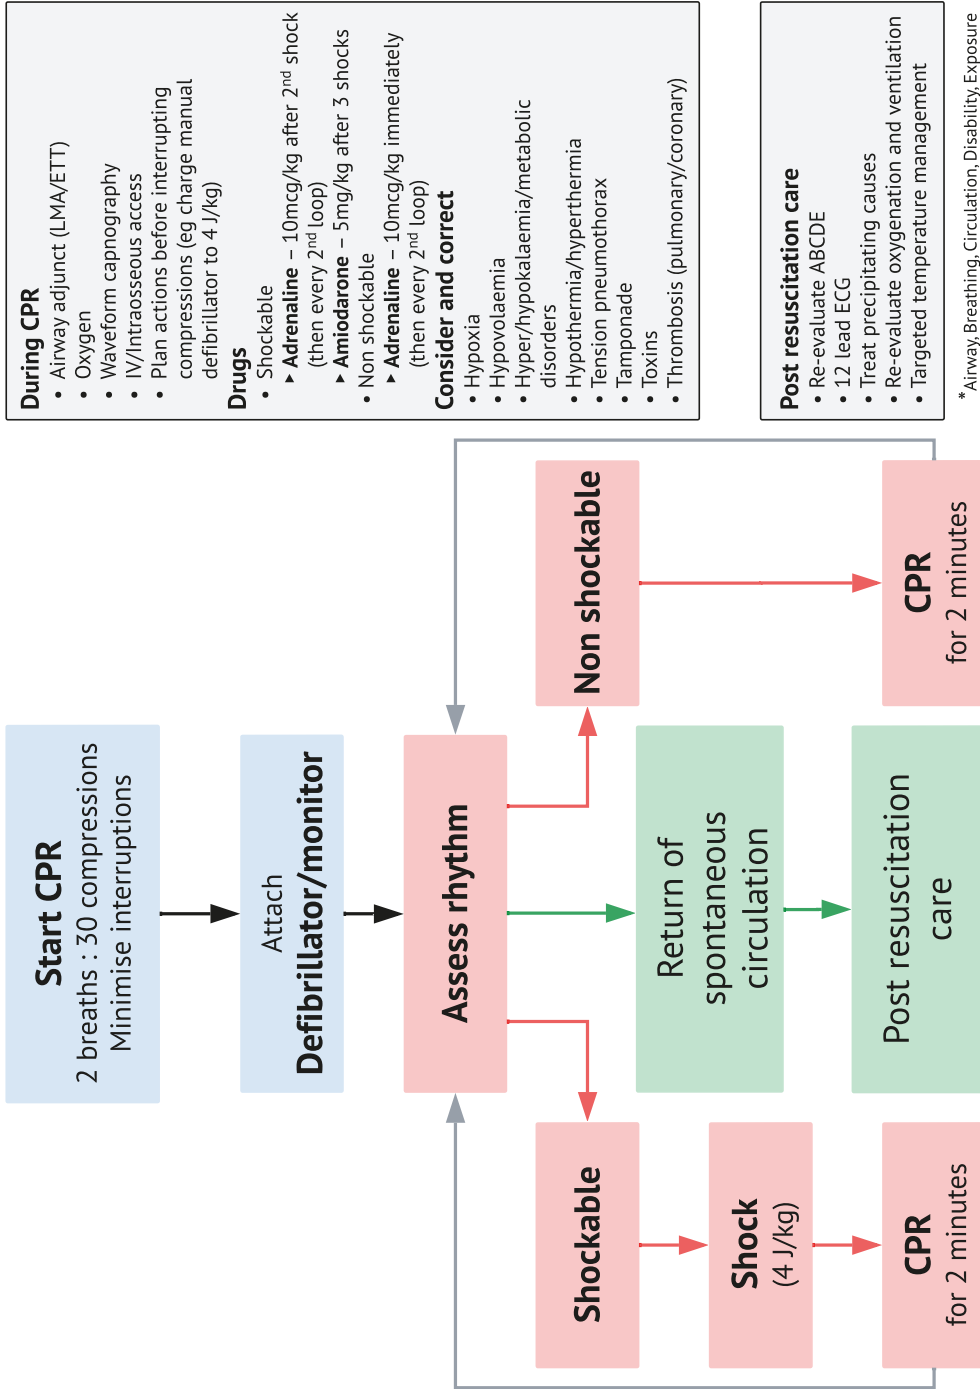 Start CPR
2 breaths : 30 compressions
Minimise interruptions
Attach
Defibrillator/monitor
Assess rhythm
Shockable
Shock
(4 J/kg)
CPR
for 2 minutes
Return of
spontaneous
circulation
Post resuscitation
care
Non shockable
CPR
for 2 minutes
During CPR
• Airway adjunct (LMA/ETT)
• Oxygen
• Waveform capnography
• IV/Intraosseous access
• Plan actions before interrupting
compressions (eg charge manual
defibrillator to 4 J/kg)
Drugs
• Shockable
▸ Adrenaline – 10mcg/kg after 2nd shock
(then every 2nd loop)
▸ Amiodarone – 5mg/kg after 3 shocks
• Non shockable
▸ Adrenaline – 10mcg/kg immediately
(then every 2nd loop)
Consider and correct
• Hypoxia
• Hypovolaemia
• Hyper/hypokalaemia/metabolic
disorders
• Hypothermia/hyperthermia
• Tension pneumothorax
• Tamponade
• Toxins
• Thrombosis (pulmonary/coronary)
Post resuscitation care
• Re-evaluate ABCDE
• 12 lead ECG
• Treat precipitating causes
• Re-evaluate oxygenation and ventilation
• Targeted temperature management
* Airway, Breathing, Circulation, Disability, Exposure